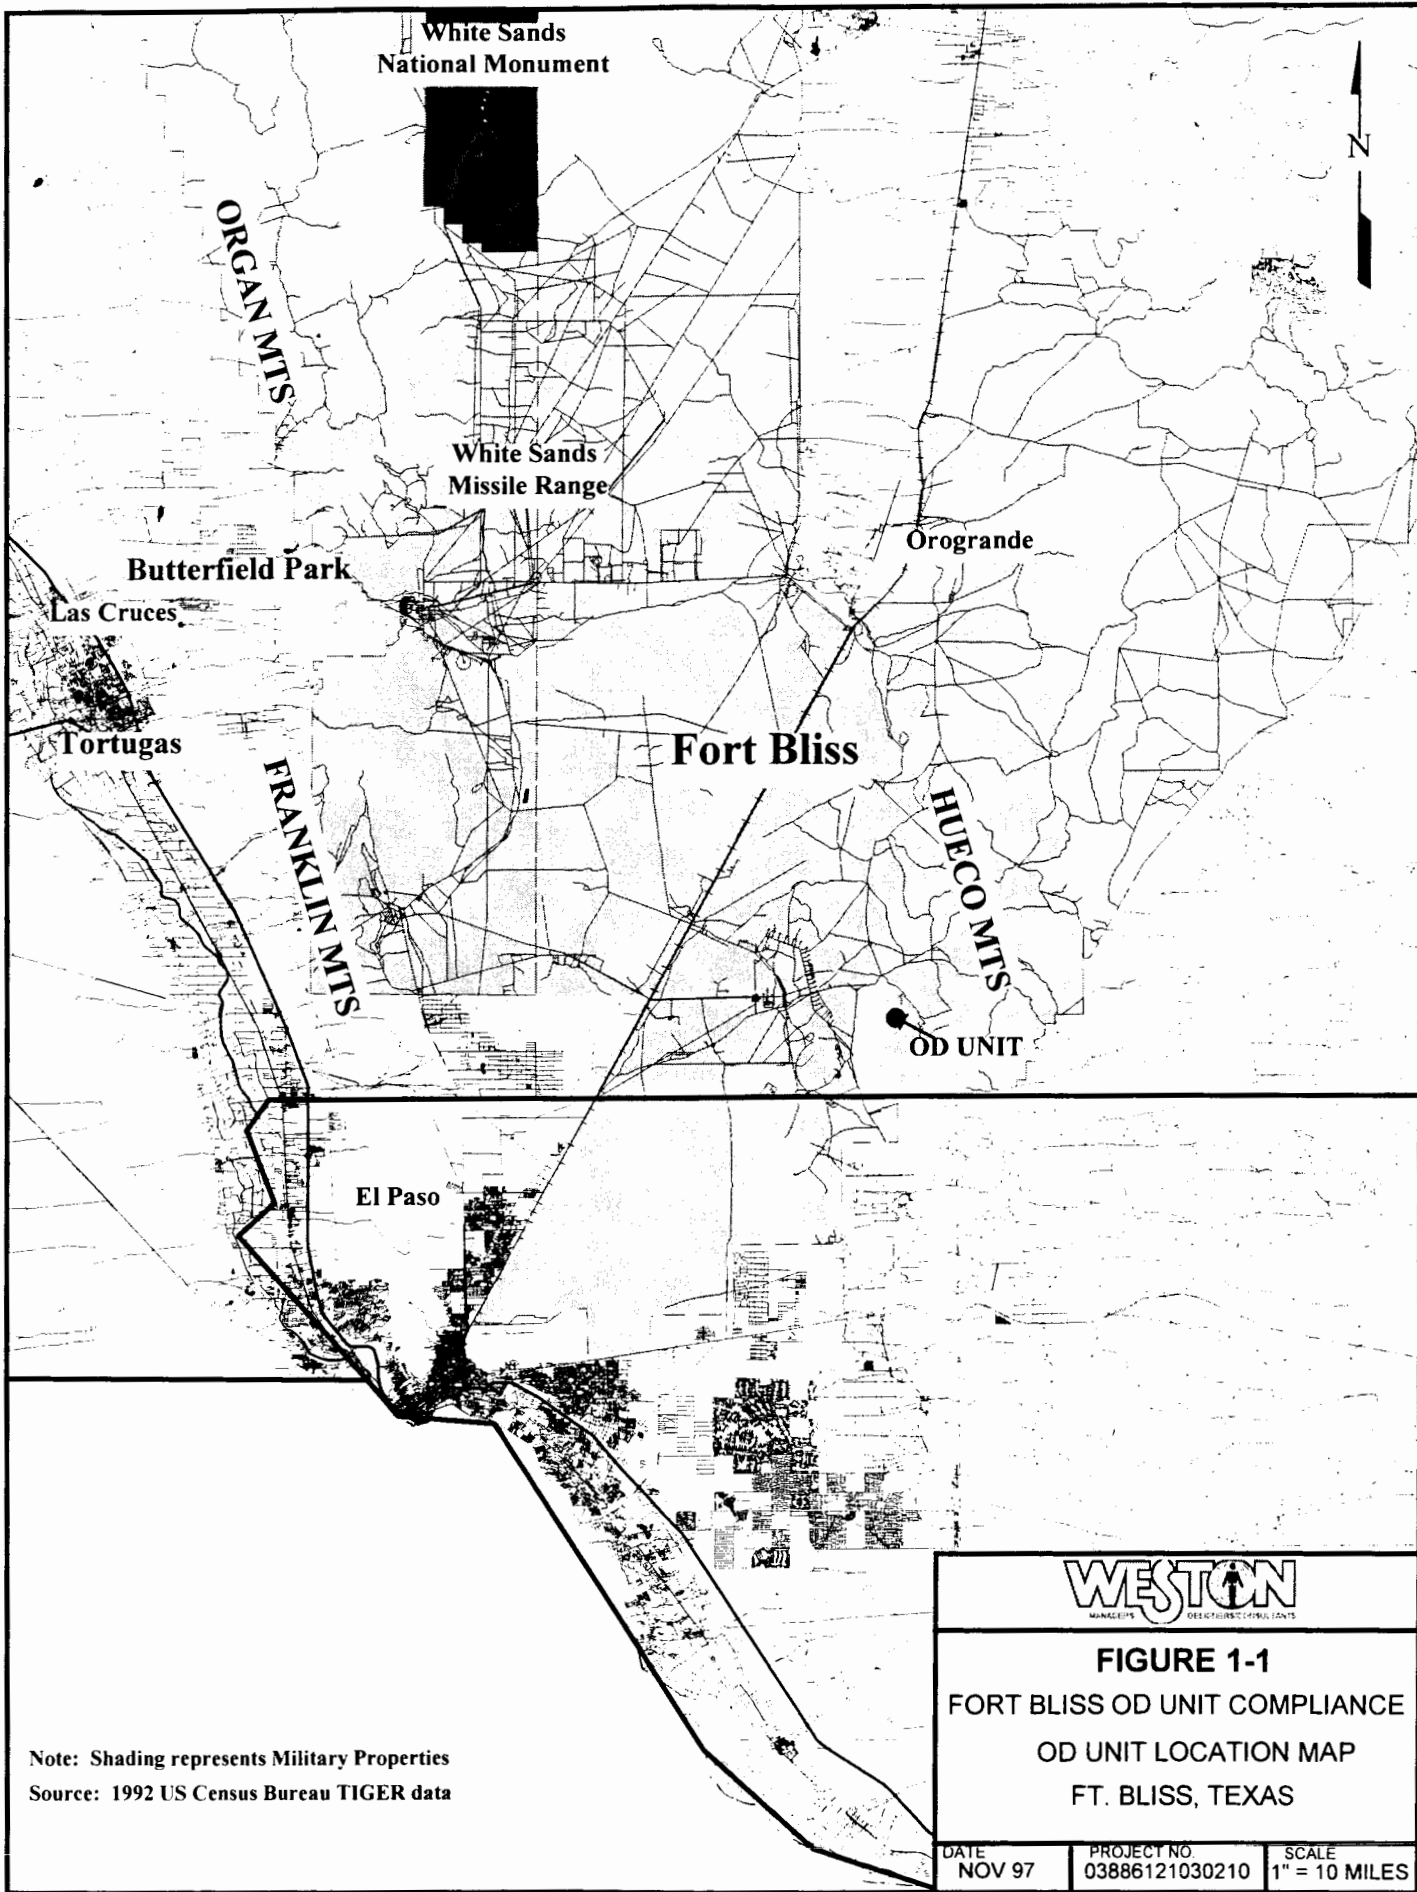 White Sands
National Monument
N
ORGAN MTS
White Sands
Missile Range
Orogrande
Butterfield Park
Las Cruces
Tortugas
Fort Bliss
FRANKLIN MTS
HUECO MTS
OD UNIT
El Paso
WESTON
MANAGERS DESIGNERS/CONSULTANTS
FIGURE 1-1
FORT BLISS OD UNIT COMPLIANCE
OD UNIT LOCATION MAP
FT. BLISS, TEXAS
Note: Shading represents Military Properties
Source: 1992 US Census Bureau TIGER data
DATE PROJECT NO. SCALE
NOV 97 03886121030210 1" = 10 MILES